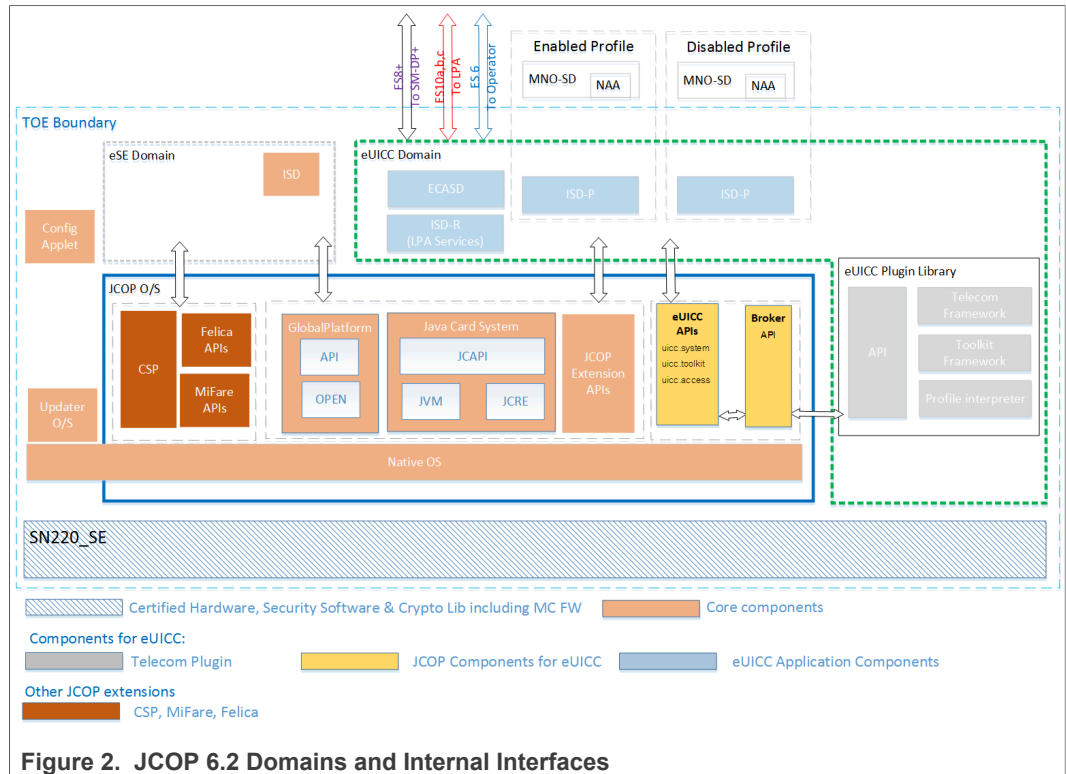 ES8+
To SM-DP+
ES10a,b,c
To LPA
ES.6
To Operator
Enabled Profile
MNO-SD
NAA
Disabled Profile
MNO-SD
NAA
TOE Boundary
eSE Domain
ISD
eUICC Domain
ECASD
ISD-R
(LPA Services)
ISD-P
ISD-P
Config
Applet
JCOP O/S
CSP
Felica
APIs
MiFare
APIs
GlobalPlatform
API
OPEN
Java Card System
JCAPI
JVM
JCRE
JCOP
Extension
APIs
eUICC
APIs
uicc.system
uicc.toolkit
uicc.access
Broker
API
eUICC Plugin Library
API
Telecom
Framework
Toolkit
Framework
Profile interpreter
Updater
O/S
Native OS
SN220_SE
Certified Hardware, Security Software & Crypto Lib including MC FW
Core components
Components for eUICC:
Telecom Plugin
JCOP Components for eUICC
eUICC Application Components
Other JCOP extensions
CSP, MiFare, Felica
Figure 2. JCOP 6.2 Domains and Internal Interfaces